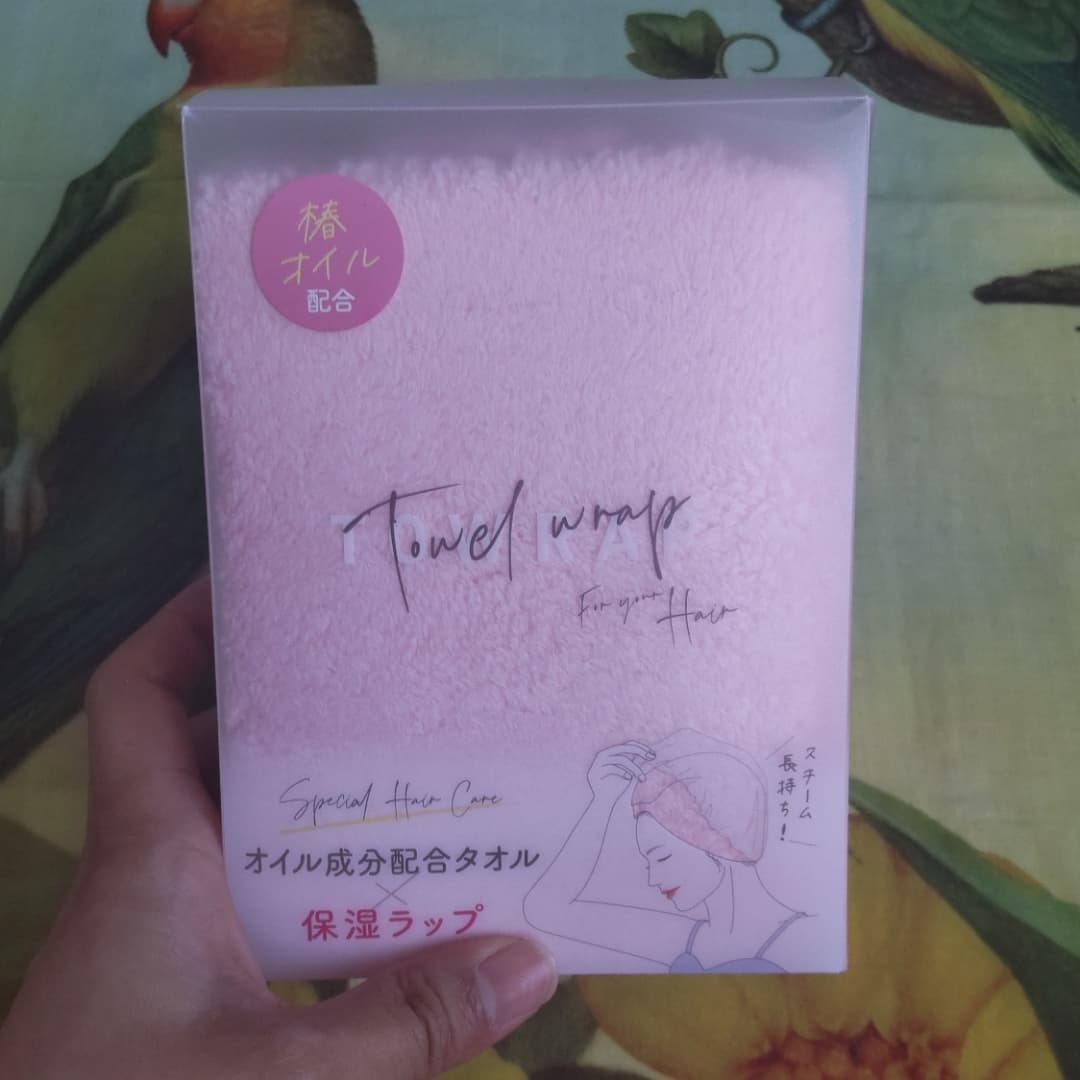 椿
オイル
配合
TOWRAP
Towel wrap
For your Hair
Special Hair Care
オイル成分配合タオル
×
保湿ラップ
スチーム
長持ち!